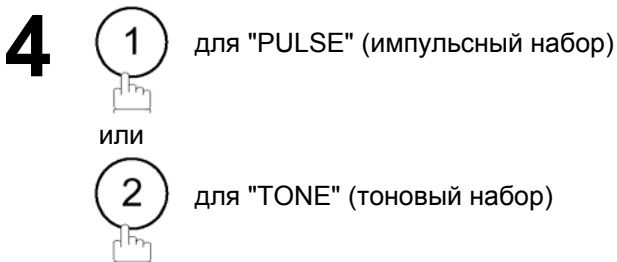 4 1 для "PULSE" (импульсный набор)
или
2 для "TONE" (тоновый набор)